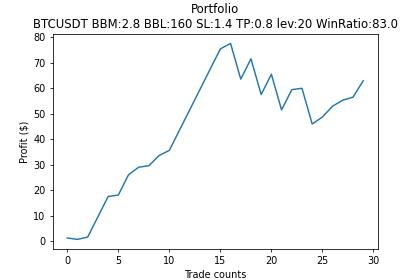 Portfolio
BTCUSDT BBM:2.8 BBL:160 SL:1.4 TP:0.8 lev:20 WinRatio:83.0
80
70
60
50
40
30
20
10
0
Profit ($)
0 5 10 15 20 25 30
Trade counts